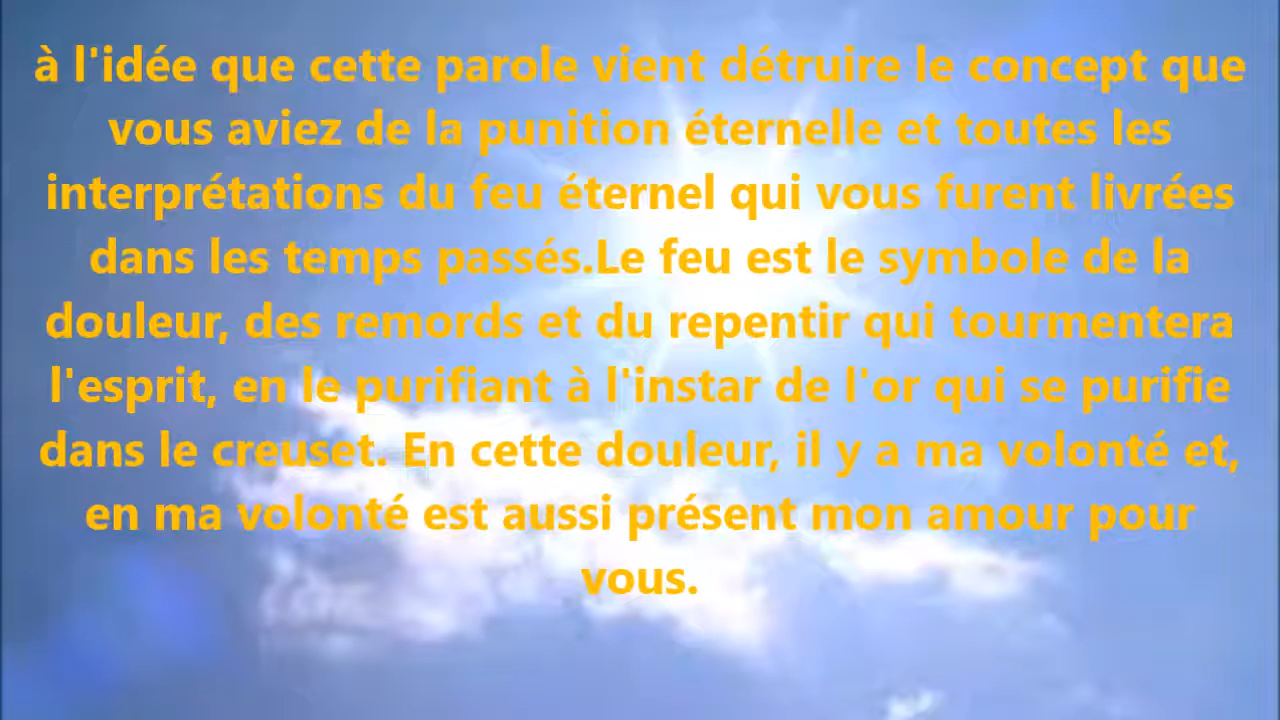 à l'idée que cette parole vient détruire le concept que
vous aviez de la punition éternelle et toutes les
interprétations du feu éternel qui vous furent livrées
dans les temps passés.Le feu est le symbole de la
douleur, des remords et du repentir qui tourmentera
l'esprit, en le purifiant à l'instar de l'or qui se purifie
dans le creuset. En cette douleur, il y a ma volonté et,
en ma volonté est aussi présent mon amour pour
vous.